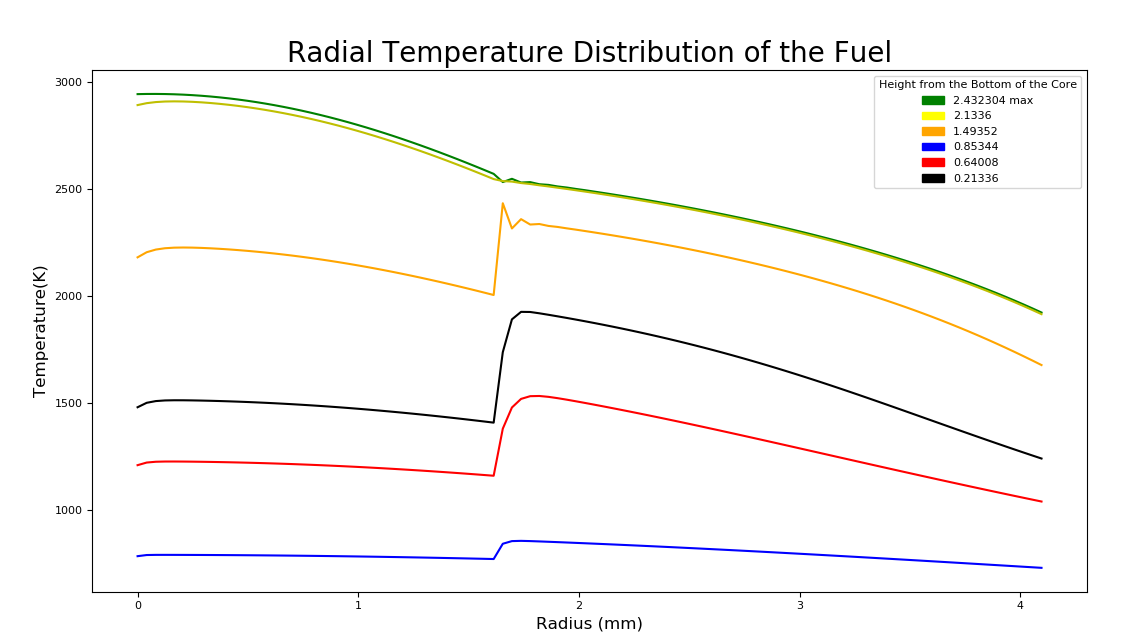 Radial Temperature Distribution of the Fuel
3000
2500
2000
1500
1000
Temperature(K)
Height from the Bottom of the Core
2.432304 max
2.1336
1.49352
0.85344
0.64008
0.21336
0 1 2 3 4
Radius (mm)